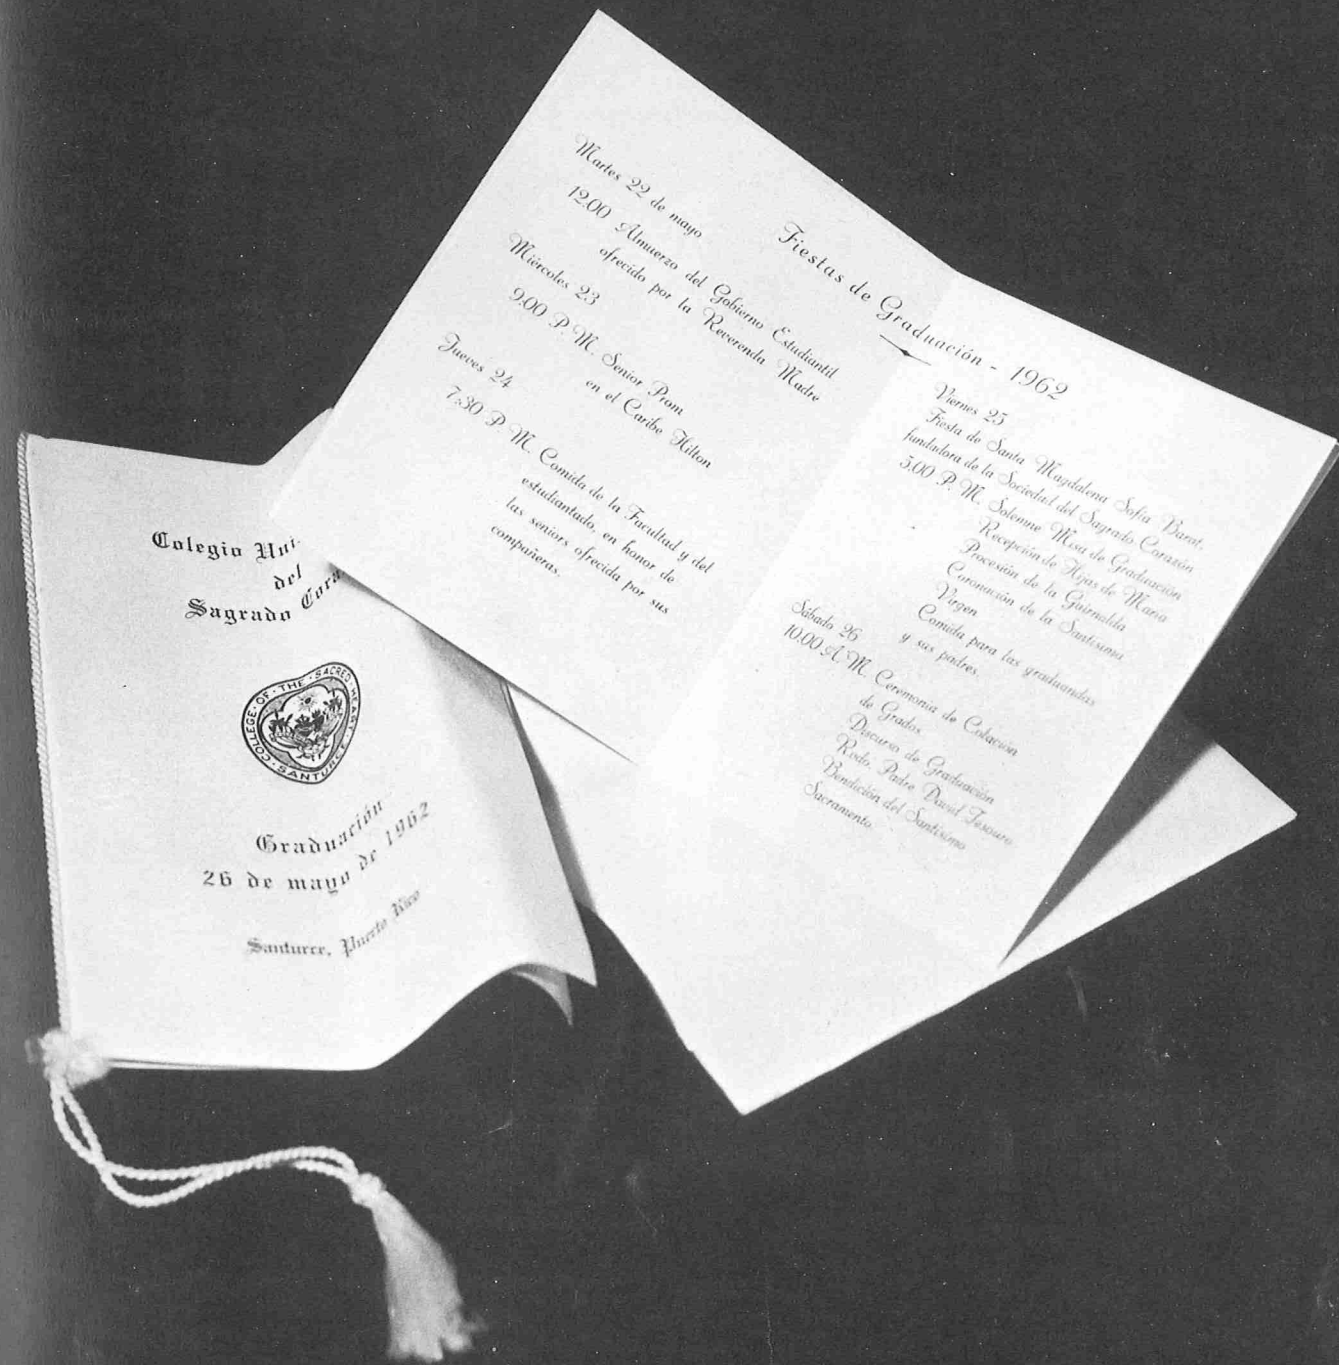 Colegio
del
Sagrado
COLLEGE · OF · THE · SACRED · HEART
SANTURCE
Graduación
26 de mayo de 1962
Santurce, Puerto Rico
Fiestas de Graduación - 1962
Martes 22 de mayo
12.00 Almuerzo del Gobierno Estudiantil
ofrecido por la Reverenda Madre
Miércoles 23
9.00 P. M. Senior Prom
en el Caribe Hilton
Jueves 24
7.30 P. M. Comida de la Facultad y del
estudiantado, en honor de
las seniors ofrecida por sus
compañeras.
Viernes 25
Fiesta de Santa Magdalena Sofía Barat,
fundadora de la Sociedad del Sagrado Corazón
5.00 P. M. Solemne Misa de Graduación
Recepción de Hijas de María
Procesión de la Guirnalda
Coronación de la Santísima
Virgen
Comida para las graduandas
y sus padres.
Sábado 26
10.00 A. M. Ceremonia de Colación
de Grados.
Discurso de Graduación
Rvdo. Padre David Tesouro
Bendición del Santísimo
Sacramento.